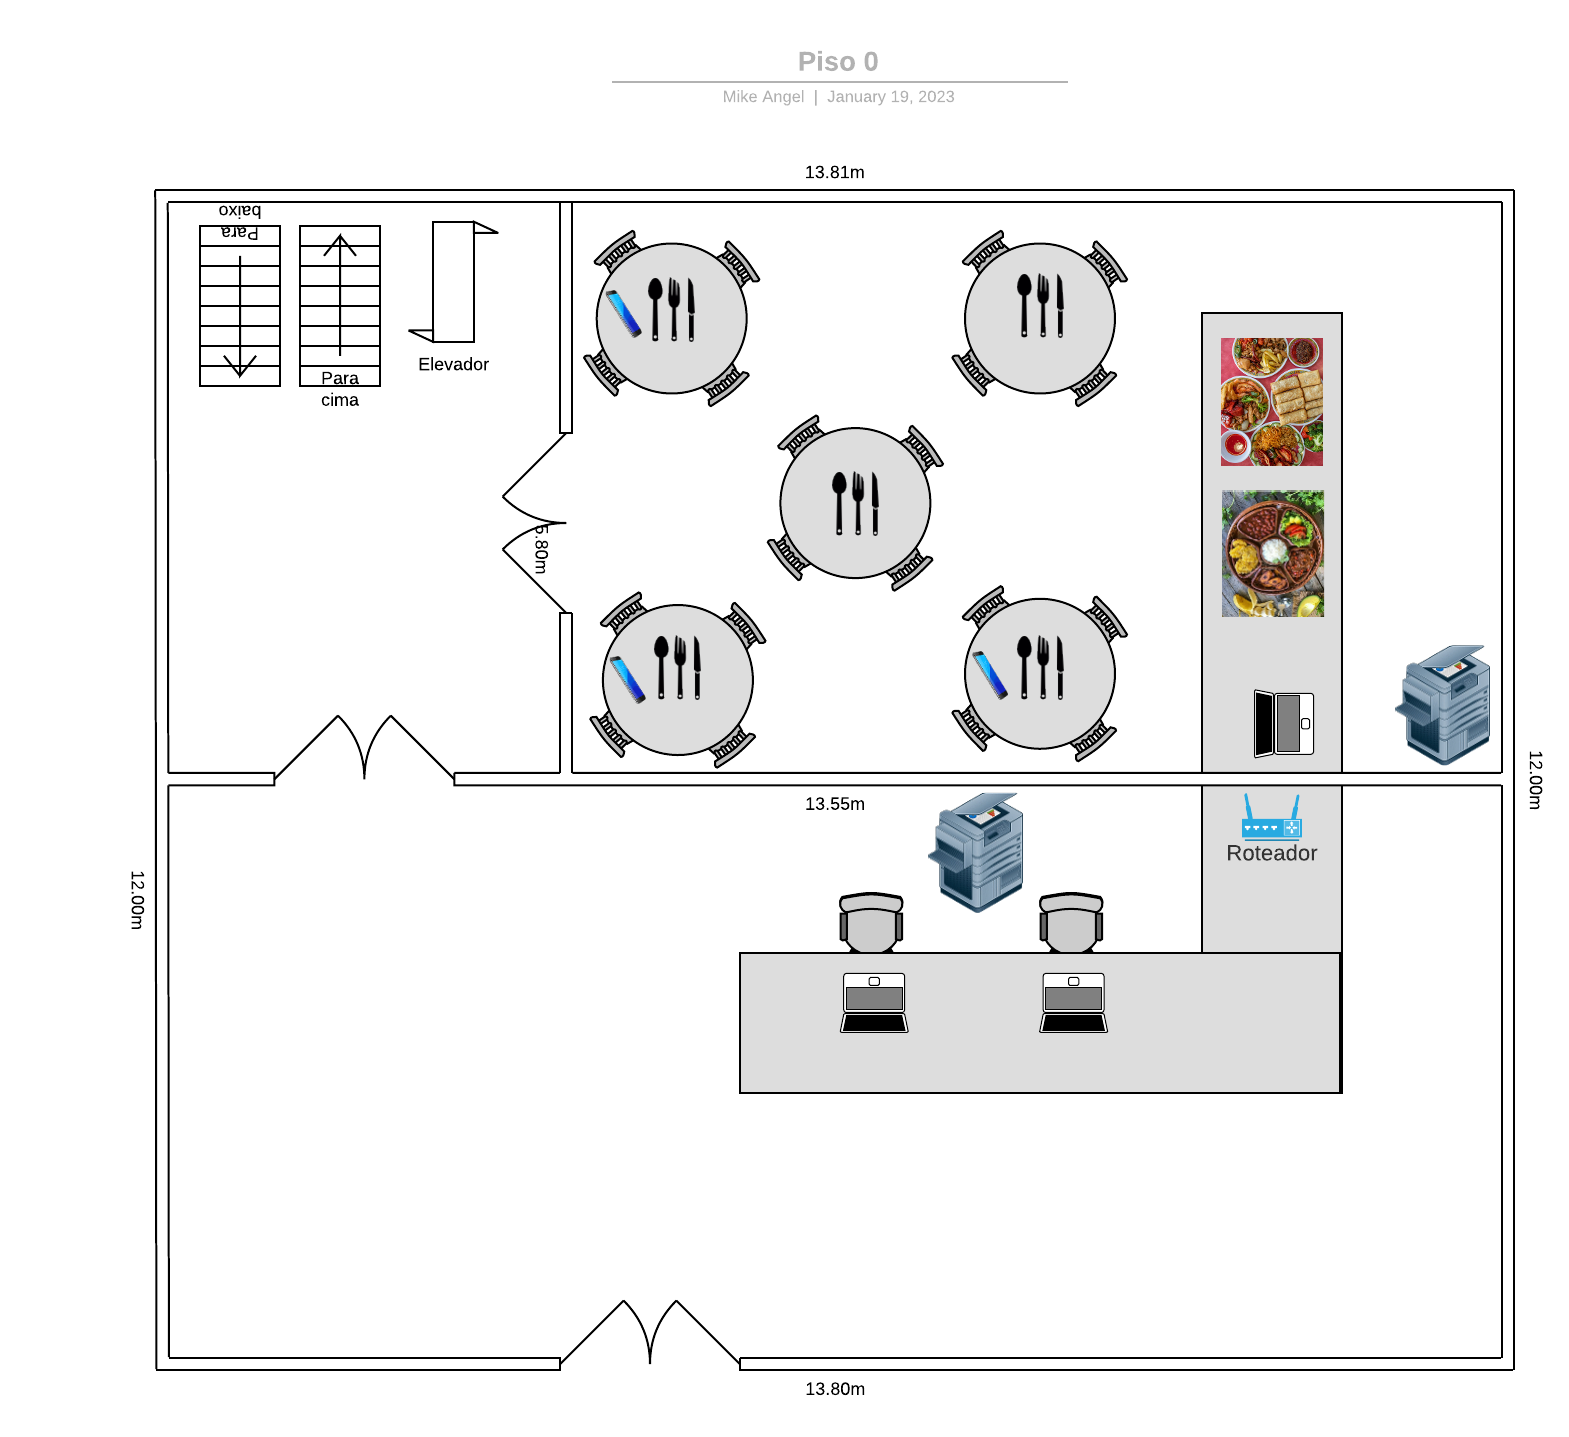 Piso 0
Mike Angel | January 19, 2023
13.81m
Para
baixo
Para
cima
Elevador
5.80m
12.00m
13.55m
Roteador
12.00m
13.80m